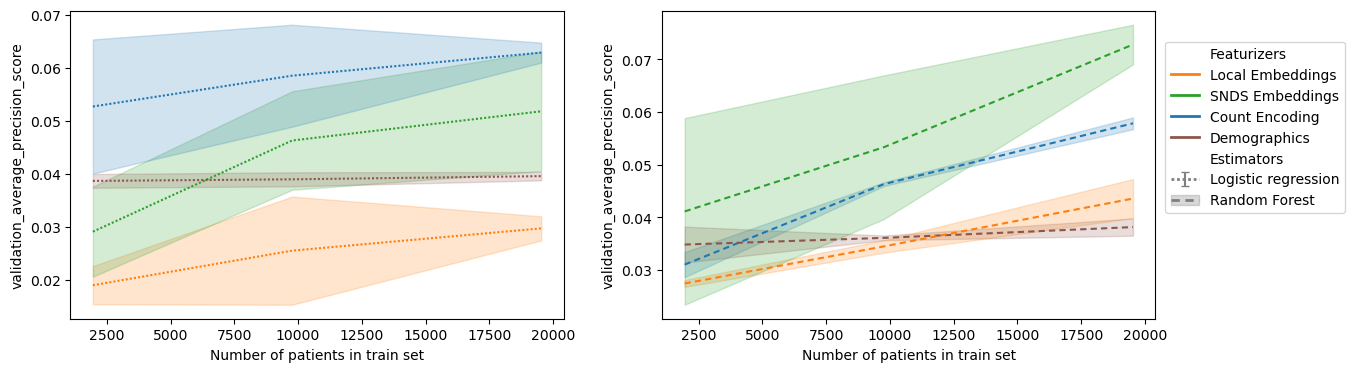 validation_average_precision_score
0.07
0.06
0.05
0.04
0.03
0.02
2500 5000 7500 10000 12500 15000 17500 20000
Number of patients in train set
validation_average_precision_score
0.07
0.06
0.05
0.04
0.03
2500 5000 7500 10000 12500 15000 17500 20000
Number of patients in train set
Featurizers
Local Embeddings
SNDS Embeddings
Count Encoding
Demographics
Estimators
Logistic regression
Random Forest